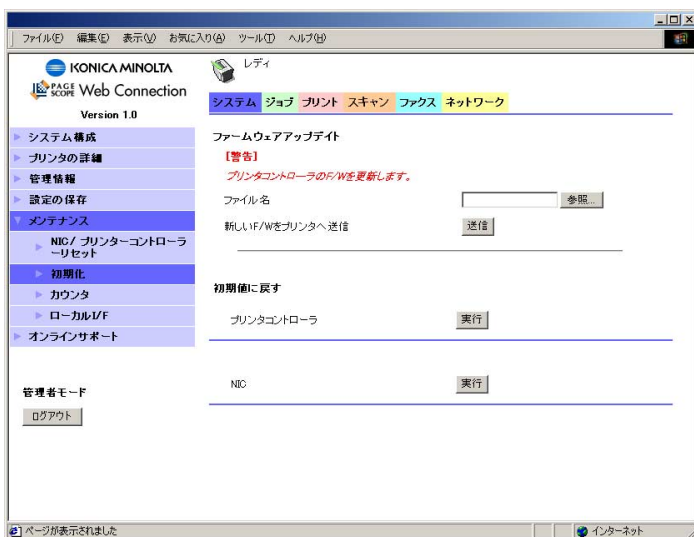 ファイル(F) 編集(E) 表示(V) お気に入り(A) ツール(T) ヘルプ(H)
KONICA MINOLTA
PAGE SCOPE Web Connection
Version 1.0
レディ
システム ジョブ プリント スキャン ファクス ネットワーク
システム構成
プリンタの詳細
管理情報
設定の保存
メンテナンス
NIC/ プリンターコントローラ
ーリセット
初期化
カウンタ
ローカルI/F
オンラインサポート
管理者モード
ログアウト
ファームウェアアップデイト
【警告】
プリンタコントローラのF/Wを更新します。
ファイル名 参照...
新しいF/Wをプリンタへ送信 送信
初期値に戻す
プリンタコントローラ 実行
NIC 実行
ページが表示されました インターネット